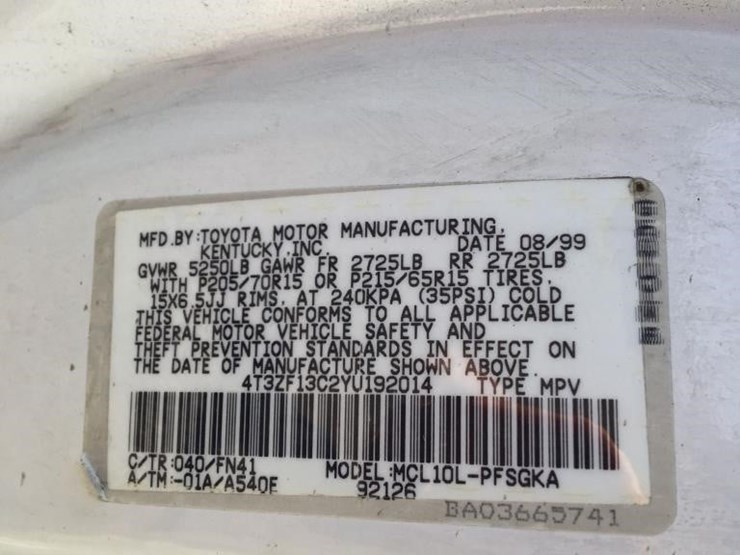 MFD.BY:TOYOTA MOTOR MANUFACTURING,
KENTUCKY,INC. DATE 08/99
GVWR 5250LB GAWR FR 2725LB RR 2725LB
WITH P205/70R15 OR P215/65R15 TIRES,
15X6.5JJ RIMS, AT 240KPA (35PSI) COLD
THIS VEHICLE CONFORMS TO ALL APPLICABLE
FEDERAL MOTOR VEHICLE SAFETY AND
THEFT PREVENTION STANDARDS IN EFFECT ON
THE DATE OF MANUFACTURE SHOWN ABOVE.
4T3ZF13C2YU192014 TYPE MPV
C/TR:040/FN41 MODEL:MCL10L-PFSGKA
A/TM:-01A/A540E 92126
BA03665741